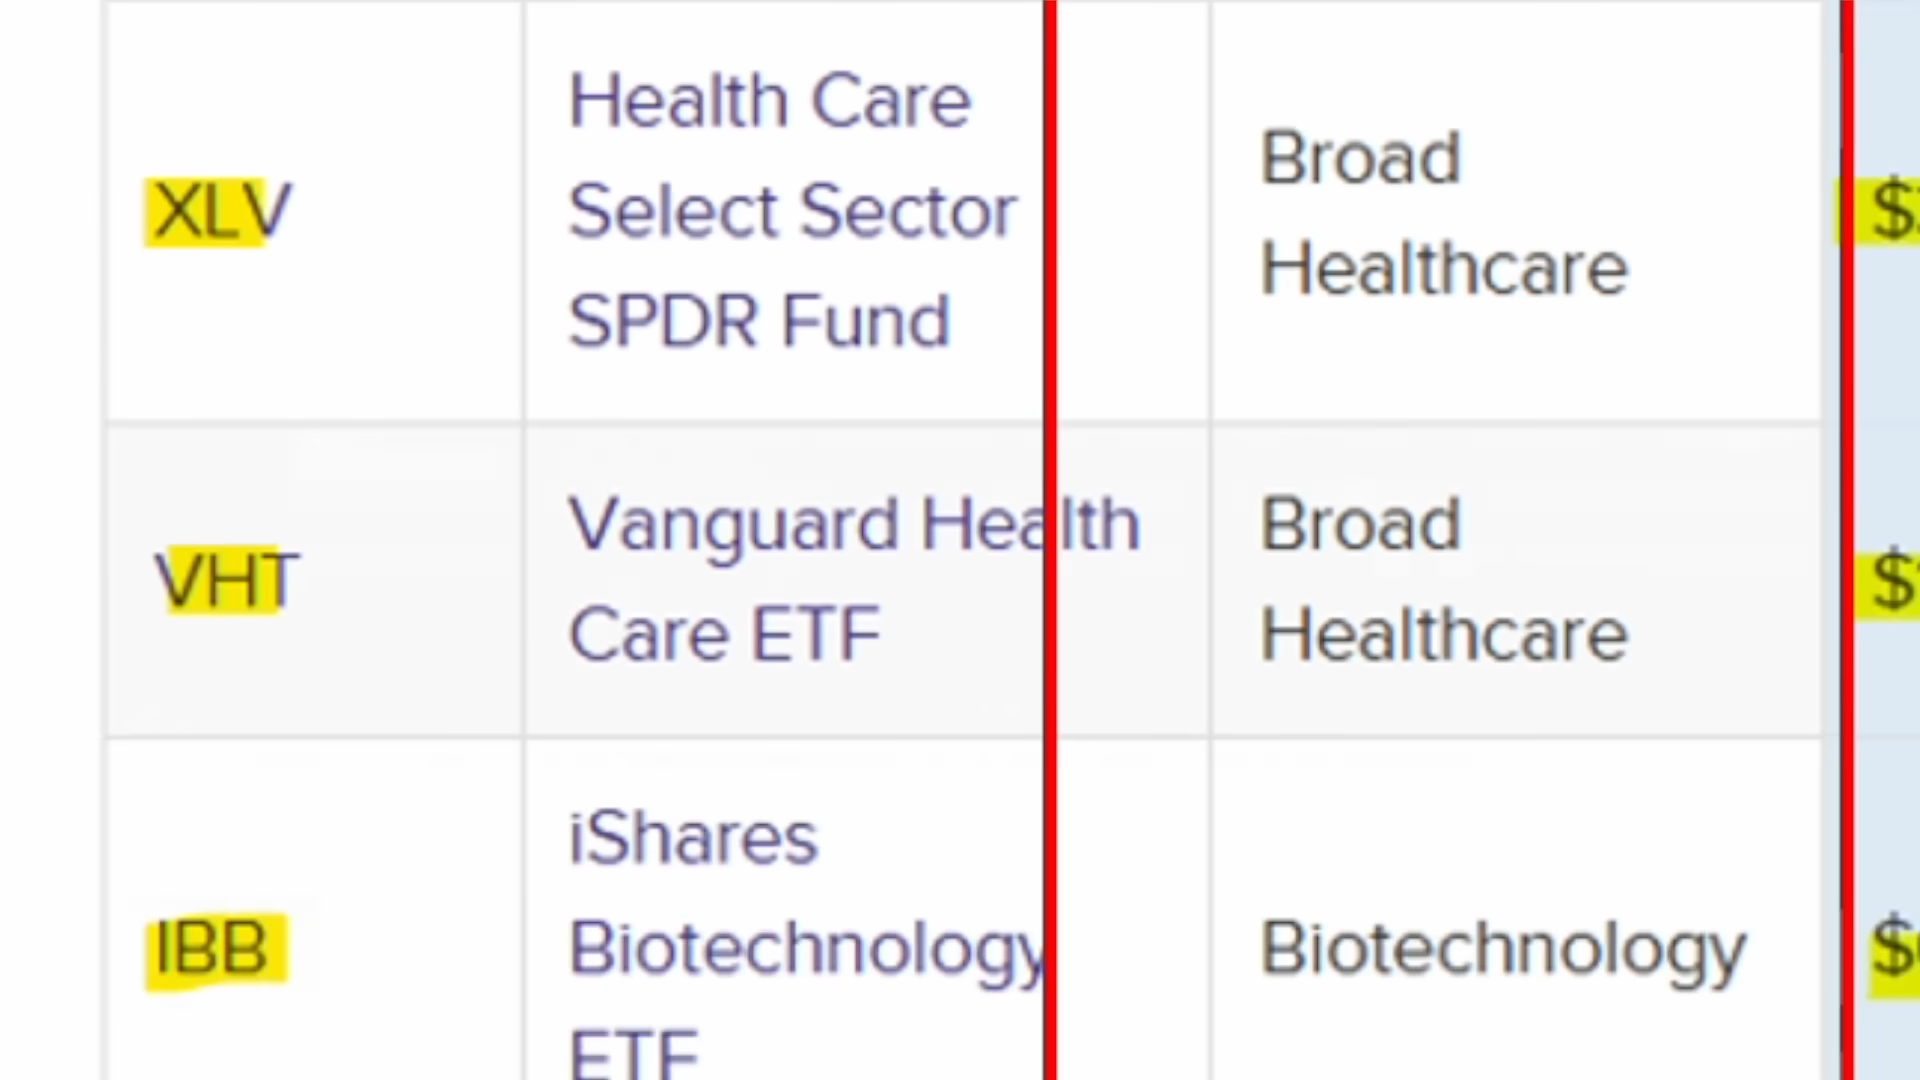 XLV
Health Care
Select Sector
SPDR Fund
Broad
Healthcare
$
VHT
Vanguard Health
Care ETF
Broad
Healthcare
$
IBB
iShares
Biotechnology
ETF
Biotechnology
$